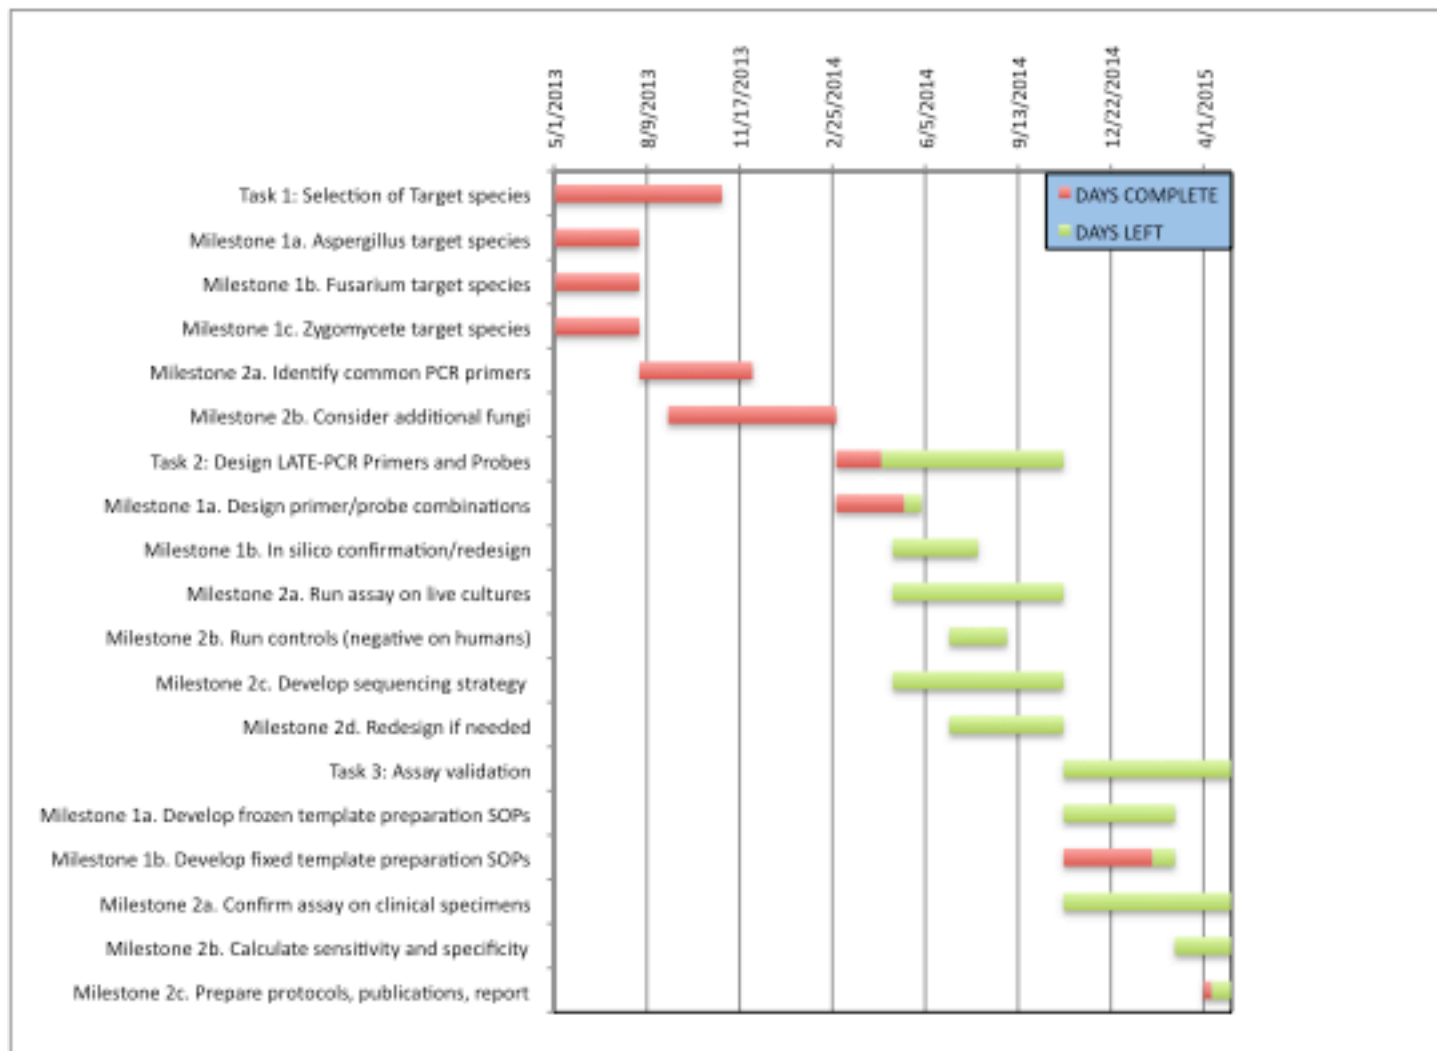 5/1/2013
8/9/2013
11/17/2013
2/25/2014
6/5/2014
9/13/2014
12/22/2014
4/1/2015
DAYS COMPLETE
DAYS LEFT
Task 1: Selection of Target species
Milestone 1a. Aspergillus target species
Milestone 1b. Fusarium target species
Milestone 1c. Zygomycete target species
Milestone 2a. Identify common PCR primers
Milestone 2b. Consider additional fungi
Task 2: Design LATE-PCR Primers and Probes
Milestone 1a. Design primer/probe combinations
Milestone 1b. In silico confirmation/redesign
Milestone 2a. Run assay on live cultures
Milestone 2b. Run controls (negative on humans)
Milestone 2c. Develop sequencing strategy
Milestone 2d. Redesign if needed
Task 3: Assay validation
Milestone 1a. Develop frozen template preparation SOPs
Milestone 1b. Develop fixed template preparation SOPs
Milestone 2a. Confirm assay on clinical specimens
Milestone 2b. Calculate sensitivity and specificity
Milestone 2c. Prepare protocols, publications, report